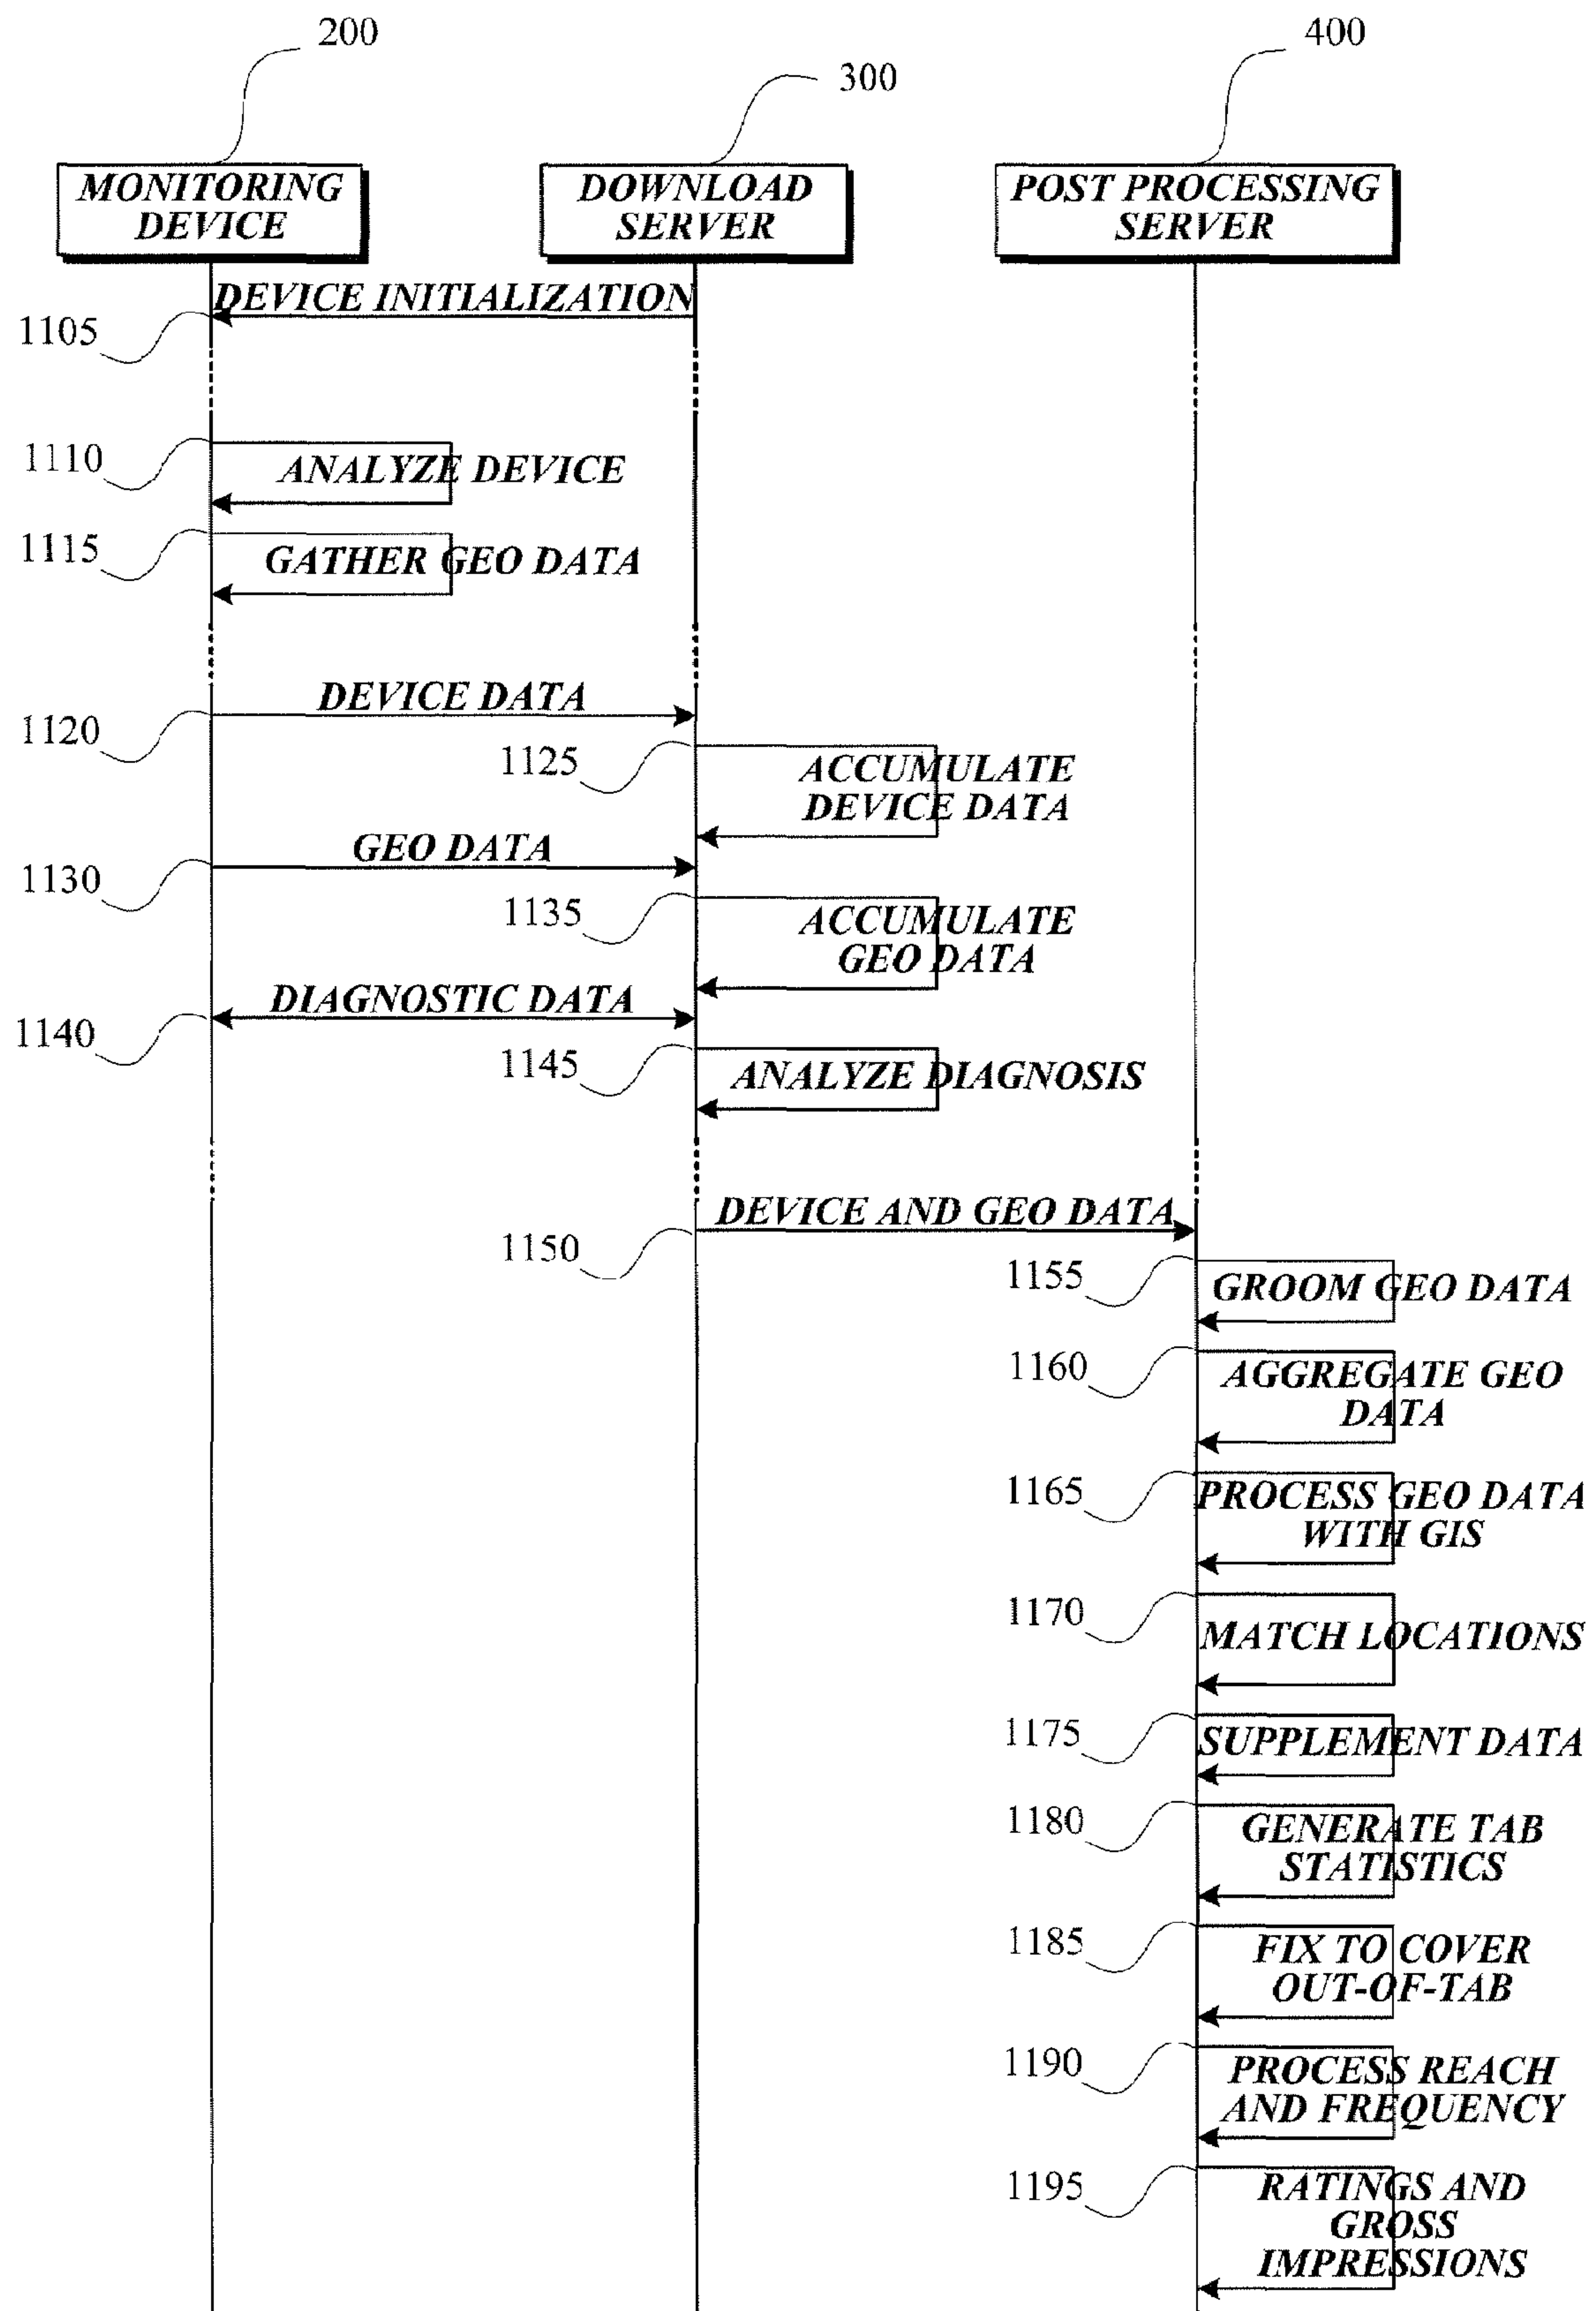 200
300
400
MONITORING
DEVICE
DOWNLOAD
SERVER
POST PROCESSING
SERVER
DEVICE INITIALIZATION
1105
1110
ANALYZE DEVICE
1115
GATHER GEO DATA
DEVICE DATA
1120
1125
ACCUMULATE
DEVICE DATA
GEO DATA
1130
1135
ACCUMULATE
GEO DATA
DIAGNOSTIC DATA
1140
1145
ANALYZE DIAGNOSIS
DEVICE AND GEO DATA
1150
1155
GROOM GEO DATA
1160
AGGREGATE GEO
DATA
1165
PROCESS GEO DATA
WITH GIS
1170
MATCH LOCATIONS
1175
SUPPLEMENT DATA
1180
GENERATE TAB
STATISTICS
1185
FIX TO COVER
OUT-OF-TAB
1190
PROCESS REACH
AND FREQUENCY
1195
RATINGS AND
GROSS
IMPRESSIONS